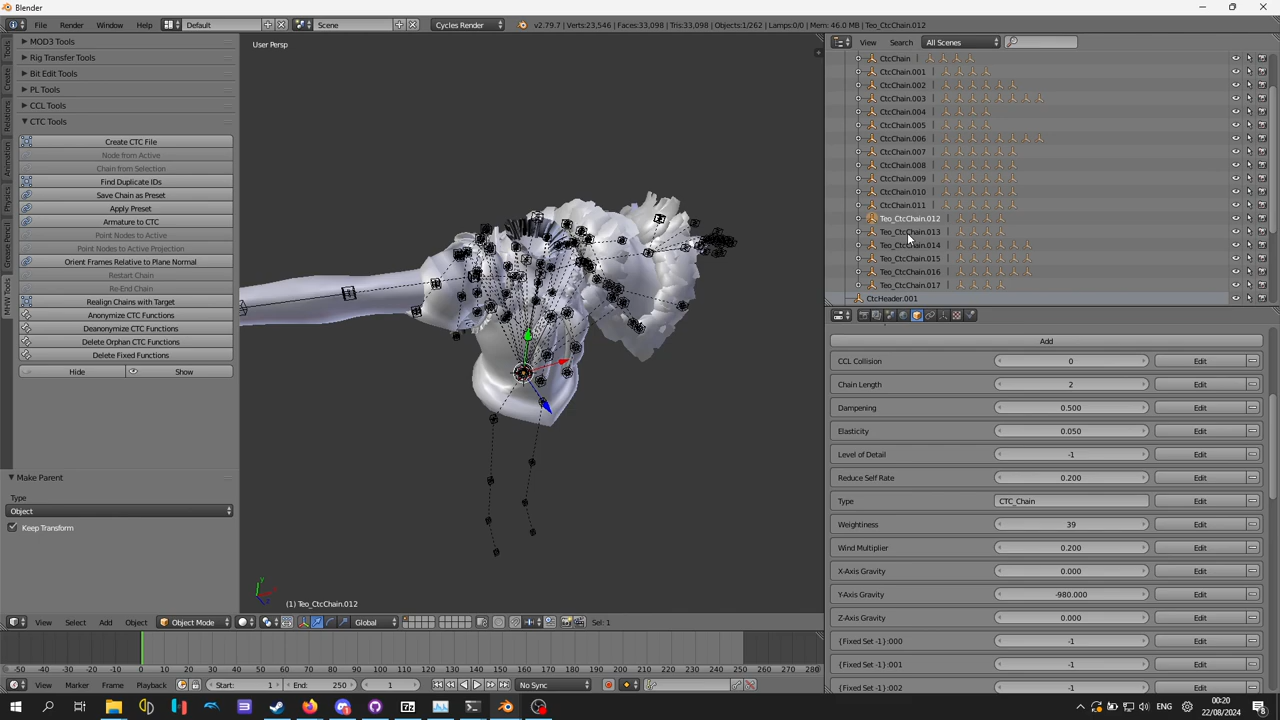 Blender
File Render Window Help Default Scene Cycles Render v2.79.7 | Verts:23,546 | Faces:33,098 | Tris:33,098 | Objects:1/262 | Lamps:0/0 | Mem: 46.0 MB | Teo_CtcChain.012
Tools
Create
Relations
Animation
Physics
Grease Pencil
MHW Tools
MOD3 Tools
Rig Transfer Tools
Bit Edit Tools
PL Tools
CCL Tools
CTC Tools
Create CTC File
Node from Active
Chain from Selection
Find Duplicate IDs
Save Chain as Preset
Apply Preset
Armature to CTC
Point Nodes to Active
Point Nodes to Active Projection
Orient Frames Relative to Plane Normal
Restart Chain
Re-End Chain
Realign Chains with Target
Anonymize CTC Functions
Deanonymize CTC Functions
Delete Orphan CTC Functions
Delete Fixed Functions
Hide Show
Make Parent
Type
Object
Keep Transform
User Persp
(1) Teo_CtcChain.012
View Select Add Object Object Mode Global Sel: 1
View Search All Scenes
CtcChain
CtcChain.001
CtcChain.002
CtcChain.003
CtcChain.004
CtcChain.005
CtcChain.006
CtcChain.007
CtcChain.008
CtcChain.009
CtcChain.010
CtcChain.011
Teo_CtcChain.012
Teo_CtcChain.013
Teo_CtcChain.014
Teo_CtcChain.015
Teo_CtcChain.016
Teo_CtcChain.017
CtcHeader.001
Add
CCL Collision 0 Edit
Chain Length 2 Edit
Dampening 0.500 Edit
Elasticity 0.050 Edit
Level of Detail -1 Edit
Reduce Self Rate 0.200 Edit
Type CTC_Chain Edit
Weightiness 39 Edit
Wind Multiplier 0.200 Edit
X-Axis Gravity 0.000 Edit
Y-Axis Gravity -980.000 Edit
Z-Axis Gravity 0.000 Edit
{Fixed Set -1}:000 -1 Edit
{Fixed Set -1}:001 -1 Edit
{Fixed Set -1}:002 -1 Edit
-50 -40 -30 -20 -10 0 10 20 30 40 50 60 70 80 90 100 110 120 130 140 150 160 170 180 190 200 210 220 230 240 250 260 270 280
View Marker Frame Playback Start: 1 End: 250 1 No Sync
ENG 00:20
22/08/2024